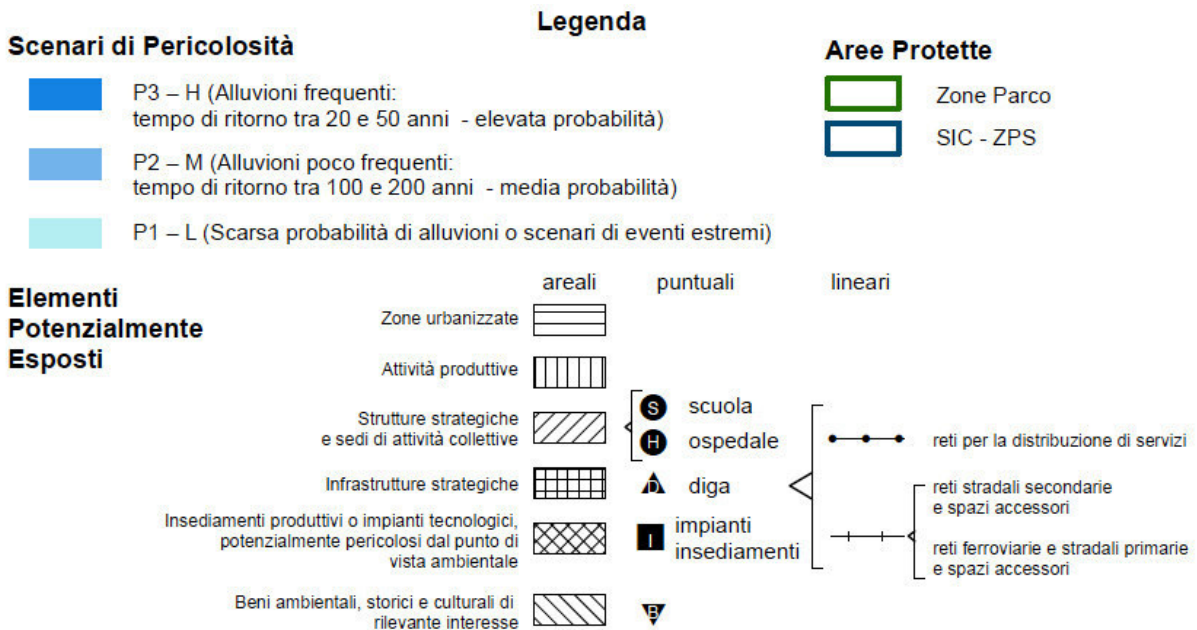 Legenda
Scenari di Pericolosità
P3 – H (Alluvioni frequenti:
tempo di ritorno tra 20 e 50 anni - elevata probabilità)
P2 – M (Alluvioni poco frequenti:
tempo di ritorno tra 100 e 200 anni - media probabilità)
P1 – L (Scarsa probabilità di alluvioni o scenari di eventi estremi)
Aree Protette
Zone Parco
SIC - ZPS
Elementi
Potenzialmente
Esposti
areali puntuali lineari
Zone urbanizzate
Attività produttive
Strutture strategiche
e sedi di attività collettive
S scuola
H ospedale
Infrastrutture strategiche
D diga
Insediamenti produttivi o impianti tecnologici,
potenzialmente pericolosi dal punto di
vista ambientale
I impianti
insediamenti
Beni ambientali, storici e culturali di
rilevante interesse
B
reti per la distribuzione di servizi
reti stradali secondarie
e spazi accessori
reti ferroviarie e stradali primarie
e spazi accessori